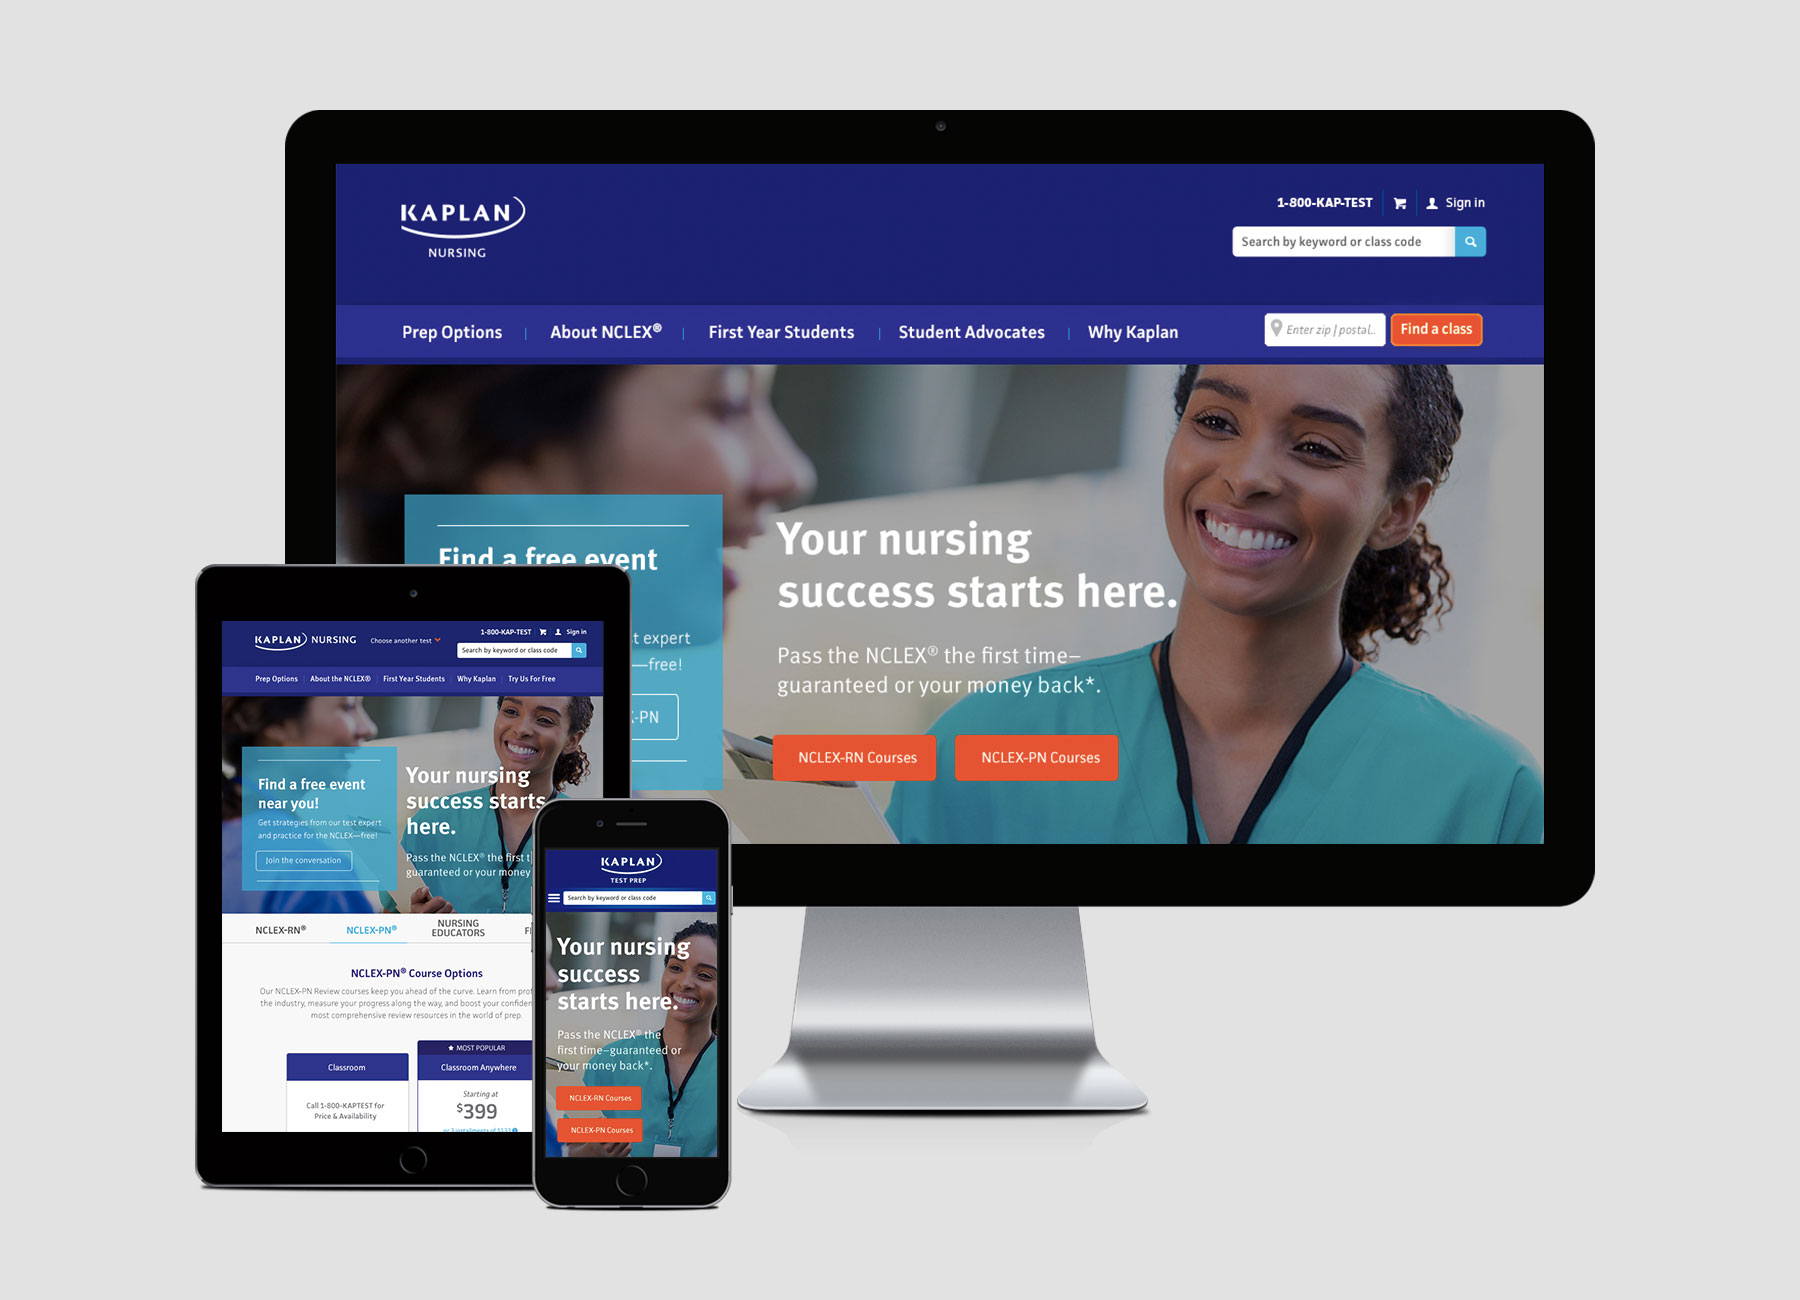 KAPLAN
NURSING
1-800-KAP-TEST
Sign in
Search by keyword or class code
Prep Options
About NCLEX®
First Year Students
Student Advocates
Why Kaplan
Enter zip | postal..
Find a class
Find a free event
t expert
—free!
-PN
Your nursing
success starts here.
Pass the NCLEX® the first time–
guaranteed or your money back*.
NCLEX-RN Courses
NCLEX-PN Courses
KAPLAN NURSING
Choose another test
1-800-KAP-TEST
Sign in
Search by keyword or class code
Prep Options
About the NCLEX®
First Year Students
Why Kaplan
Try Us For Free
Find a free event
near you!
Get strategies from our test expert
and practice for the NCLEX—free!
Join the conversation
Your nursing
success starts
here.
Pass the NCLEX® the first t
guaranteed or your money
NCLEX-RN®
NCLEX-PN®
NURSING
EDUCATORS
F
NCLEX-PN® Course Options
Our NCLEX-PN Review courses keep you ahead of the curve. Learn from prof
the industry, measure your progress along the way, and boost your confiden
most comprehensive review resources in the world of prep.
Classroom
Call 1-800-KAPTEST for
Price & Availability
★ MOST POPULAR
Classroom Anywhere
Starting at
$399
or 3 installments of $133
KAPLAN
TEST PREP
Search by keyword or class code
Your nursing
success
starts here.
Pass the NCLEX® the
first time–guaranteed or
your money back*.
NCLEX-RN Courses
NCLEX-PN Courses